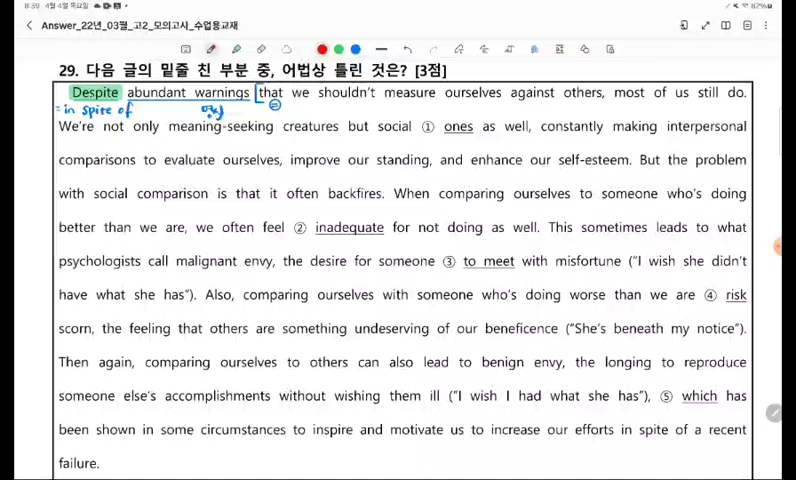 8:39 4월 4일 목요일
82%
Answer_22년_03월_고2_모의고사_수업용교재
29. 다음 글의 밑줄 친 부분 중, 어법상 틀린 것은? [3점]
Despite abundant warnings [that we shouldn't measure ourselves against others, most of us still do.
= in spite of
We're not only meaning-seeking creatures but social ① ones as well, constantly making interpersonal
comparisons to evaluate ourselves, improve our standing, and enhance our self-esteem. But the problem
with social comparison is that it often backfires. When comparing ourselves to someone who's doing
better than we are, we often feel ② inadequate for not doing as well. This sometimes leads to what
psychologists call malignant envy, the desire for someone ③ to meet with misfortune ("I wish she didn't
have what she has"). Also, comparing ourselves with someone who's doing worse than we are ④ risk
scorn, the feeling that others are something undeserving of our beneficence ("She's beneath my notice").
Then again, comparing ourselves to others can also lead to benign envy, the longing to reproduce
someone else's accomplishments without wishing them ill ("I wish I had what she has"), ⑤ which has
been shown in some circumstances to inspire and motivate us to increase our efforts in spite of a recent
failure.